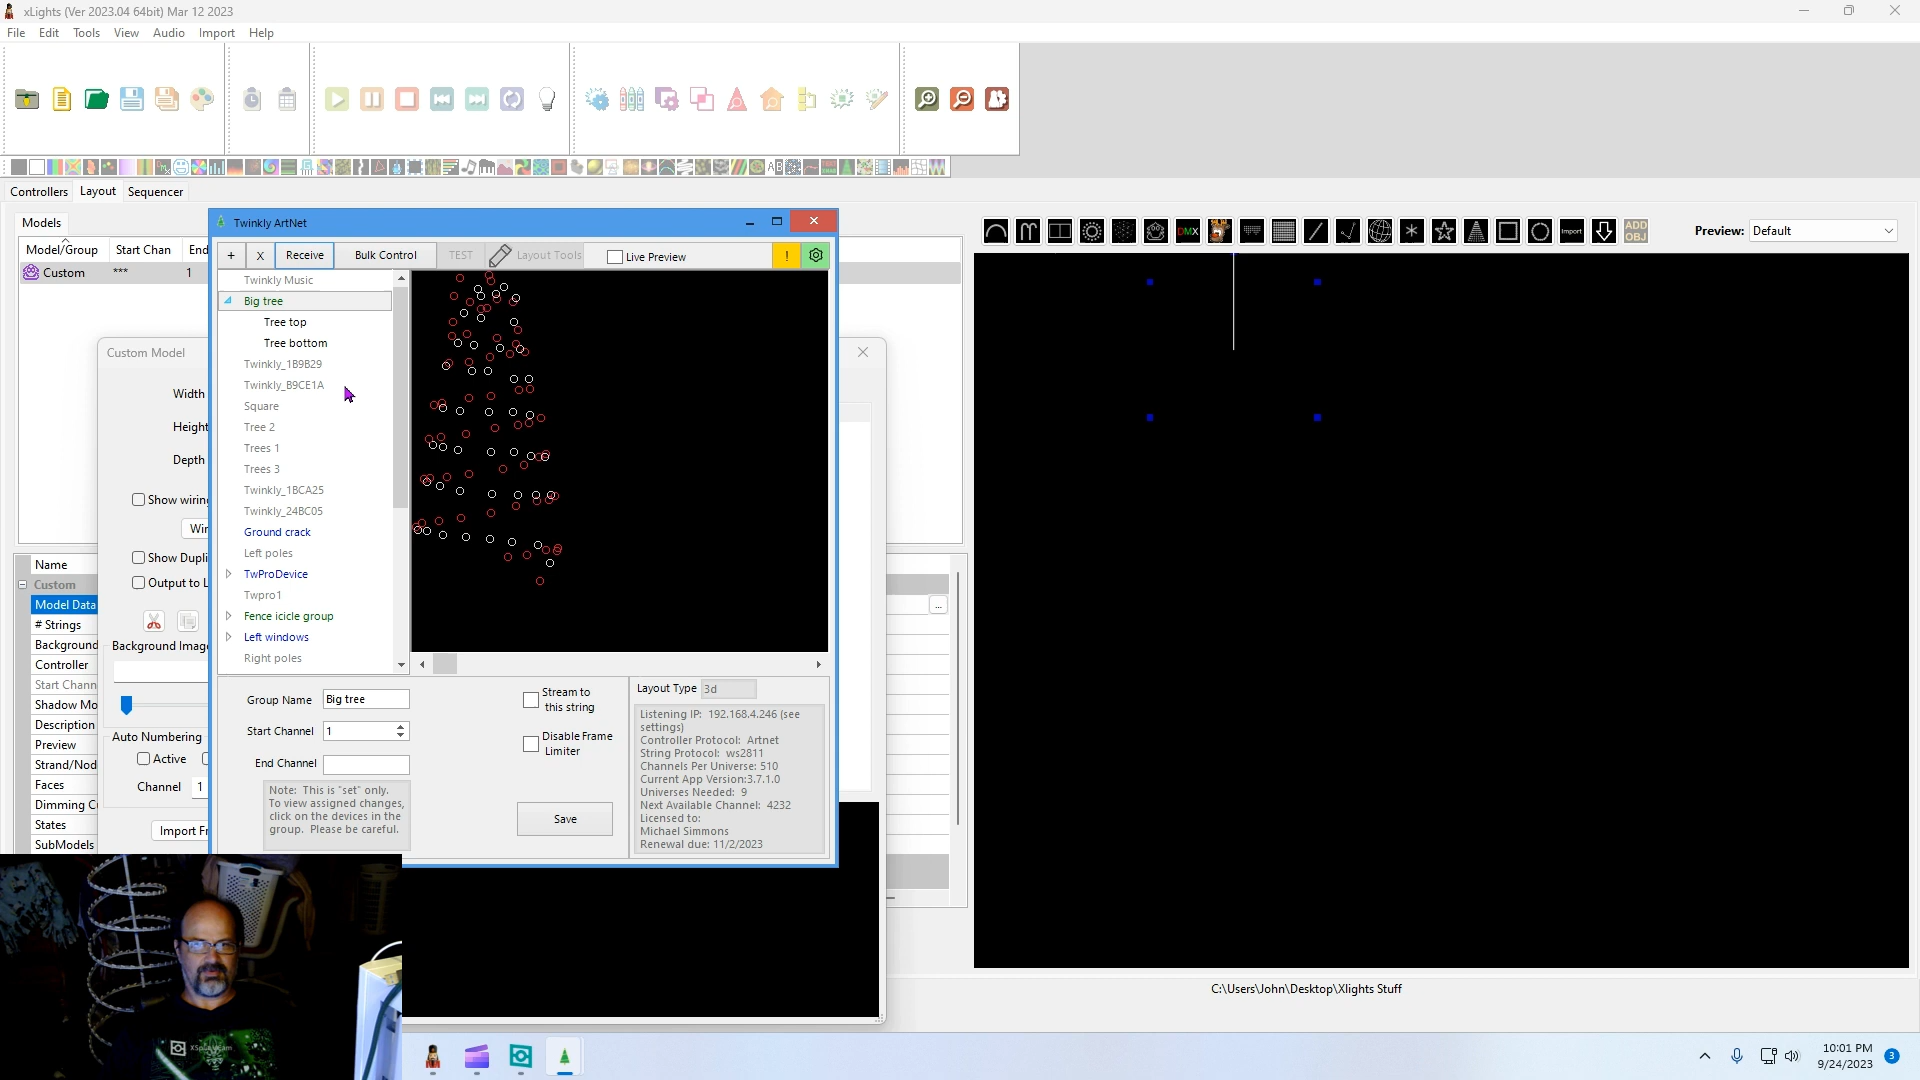 xLights (Ver 2023.04 64bit) Mar 12 2023
File Edit Tools View Audio Import Help
Controllers Layout Sequencer
Models
Model/Group Start Chan End
Custom *** 1
Twinkly ArtNet
+ X Receive Bulk Control TEST Layout Tools Live Preview !
Twinkly Music
Big tree
Tree top
Tree bottom
Twinkly_1B9B29
Twinkly_B9CE1A
Square
Tree 2
Trees 1
Trees 3
Twinkly_1BCA25
Twinkly_24BC05
Ground crack
Left poles
TwProDevice
Twpro1
Fence icicle group
Left windows
Right poles
Group Name Big tree
Start Channel 1
End Channel
Note: This is "set" only.
To view assigned changes,
click on the devices in the
group. Please be careful.
Stream to
this string
Disable Frame
Limiter
Save
Layout Type 3d
Listening IP: 192.168.4.246 (see
settings)
Controller Protocol: Artnet
String Protocol: ws2811
Channels Per Universe: 510
Current App Version:3.7.1.0
Universes Needed: 9
Next Available Channel: 4232
Licensed to:
Michael Simmons
Renewal due: 11/2/2023
Custom Model
Width
Height
Depth
Show wiring
Wir
Show Dupli
Output to L
Background Image
Auto Numbering
Active
Channel 1
Import Fr
Name
Custom
Model Data
...
# Strings
Background
Controller
Start Chann
Shadow Mo
Description
Preview
Strand/Nod
Faces
Dimming C
States
SubModels
DMX
Import
ADD
OBJ
Preview: Default
C:\Users\John\Desktop\Xlights Stuff
10:01 PM
9/24/2023
3